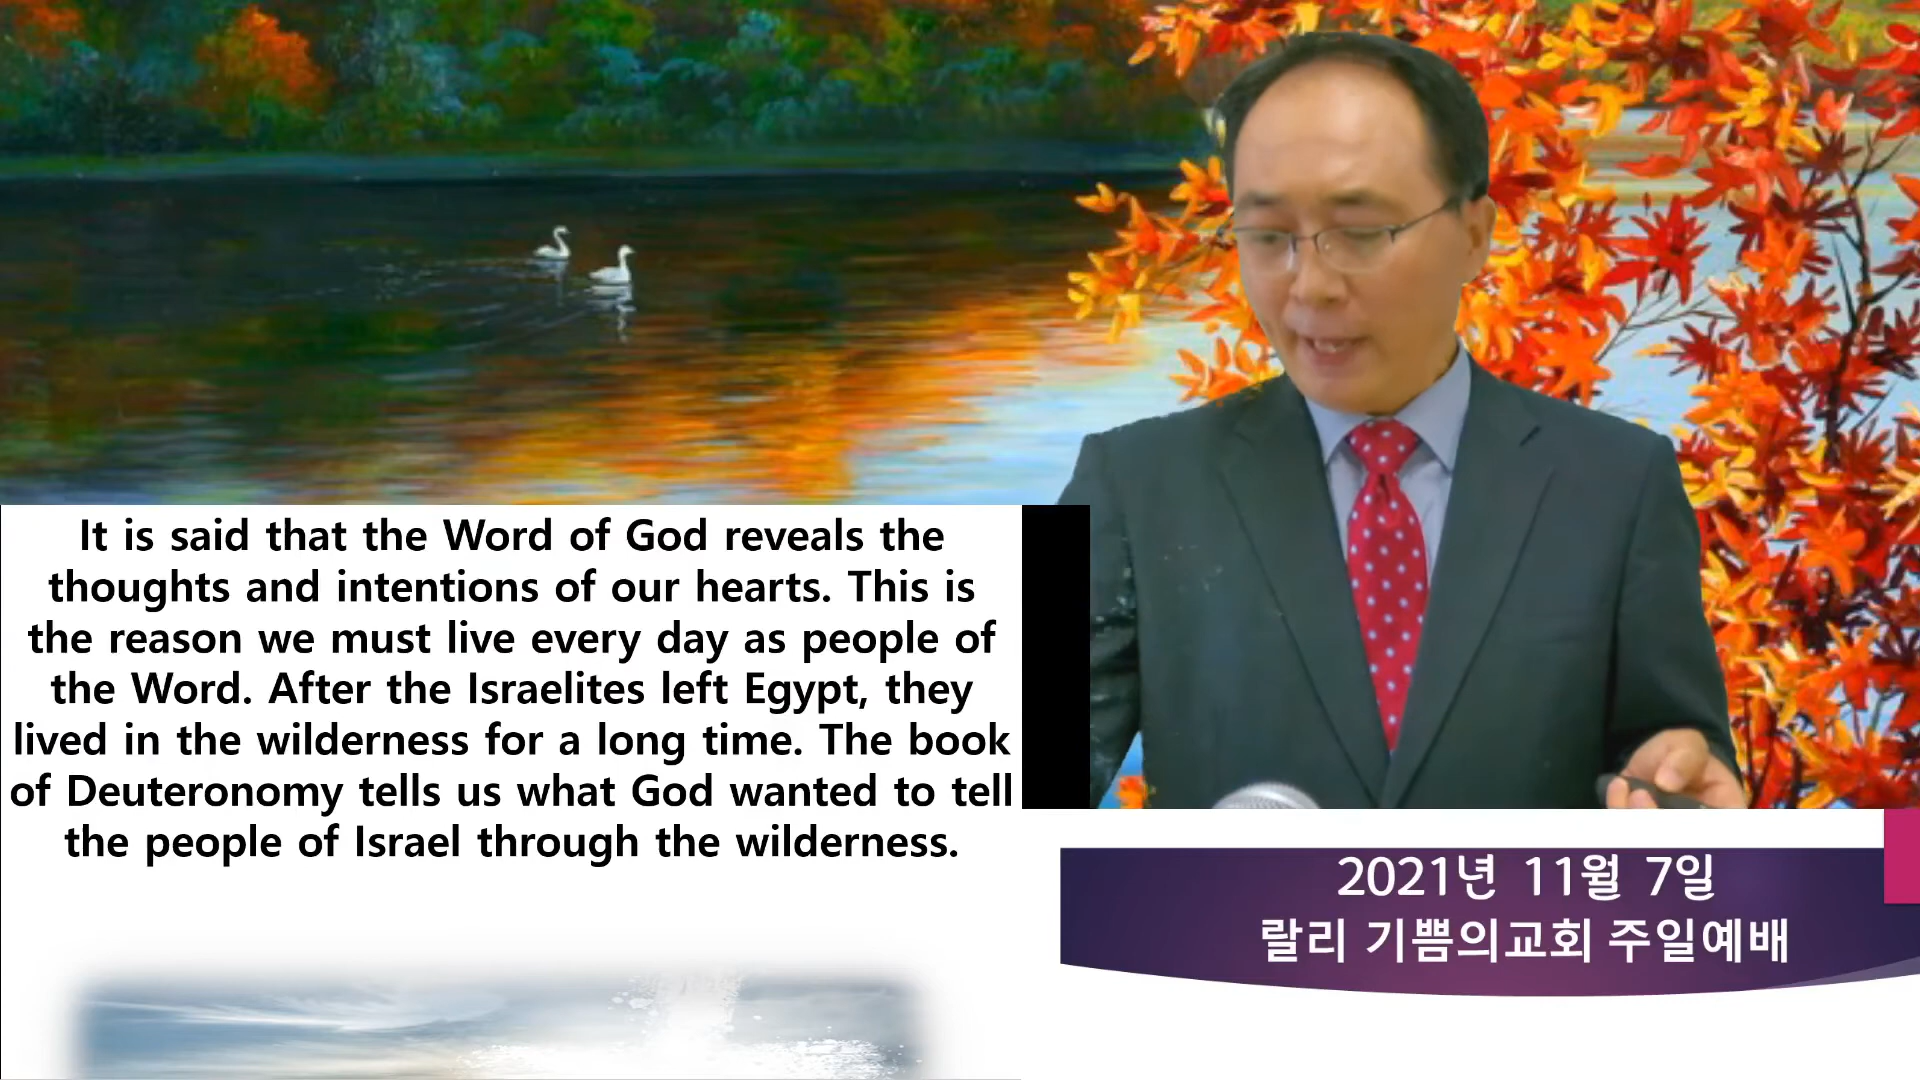 It is said that the Word of God reveals the
thoughts and intentions of our hearts. This is
the reason we must live every day as people of
the Word. After the Israelites left Egypt, they
lived in the wilderness for a long time. The book
of Deuteronomy tells us what God wanted to tell
the people of Israel through the wilderness.
2021년 11월 7일
랄리 기쁨의교회 주일예배